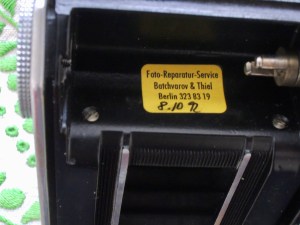 Foto-Reparatur-Service
Batchvarov & Thiel
Berlin 323 83 19
8.10 92